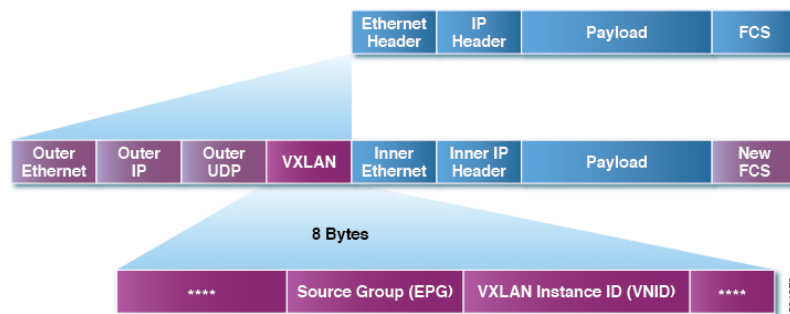 Ethernet Header
IP Header
Payload
FCS
Outer Ethernet
Outer IP
Outer UDP
VXLAN
Inner Ethernet
Inner IP Header
Payload
New FCS
8 Bytes
****
Source Group (EPG)
VXLAN Instance ID (VNID)
****